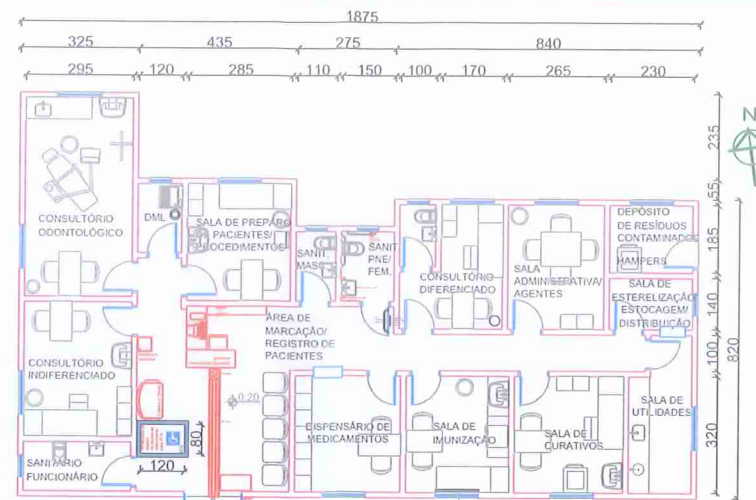 1875
325 435 275 840
295 120 285 110 150 100 170 265 230
N
235
55
185
140
100
320
820
CONSULTÓRIO
ODONTOLÓGICO
DML
SALA DE PREPARO
PACIENTES/
PROCEDIMENTOS
SANIT.
MASC.
SANIT.
PNE/
FEM.
CONSULTÓRIO
DIFERENCIADO
SALA
ADMINISTRATIVA/
AGENTES
DEPÓSITO
DE RESÍDUOS
CONTAMINADOS
HAMPERS
SALA DE
ESTERELIZAÇÃO
ESTOCAGEM/
DISTRIBUIÇÃO
ÁREA DE
MARCAÇÃO/
REGISTRO DE
PACIENTES
CONSULTÓRIO
INDIFERENCIADO
0,20
DISPENSÁRIO DE
MEDICAMENTOS
SALA DE
IMUNIZAÇÃO
SALA DE
CURATIVOS
SALA DE
UTILIDADES
SANITÁRIO
FUNCIONÁRIO
80
120